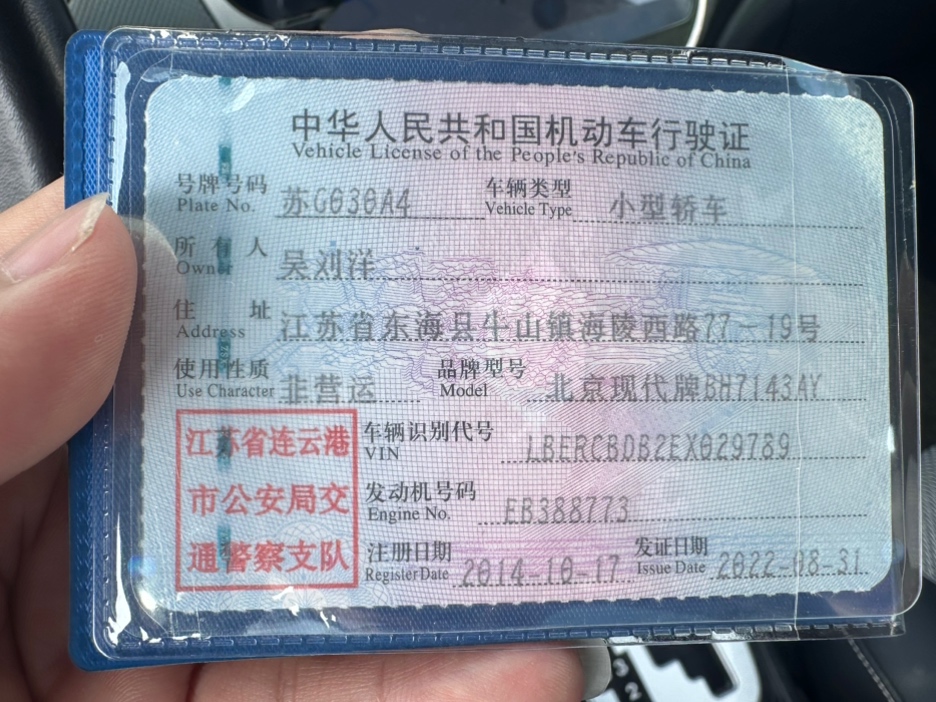 中华人民共和国机动车行驶证
Vehicle License of the People's Republic of China
号牌号码 苏G030A4 车辆类型 小型轿车
Plate No. Vehicle Type
所有人 吴刘洋
Owner
住址 江苏省东海县牛山镇海陵西路77-19号
Address
使用性质 非营运 品牌型号 北京现代牌BH7143AY
Use Character Model
江苏省连云港
市公安局交
通警察支队
车辆识别代号 LBERCBDB2EX029789
VIN
发动机号码 EB388773
Engine No.
注册日期 2014-10-17 发证日期 2022-08-31
Register Date Issue Date
3
2